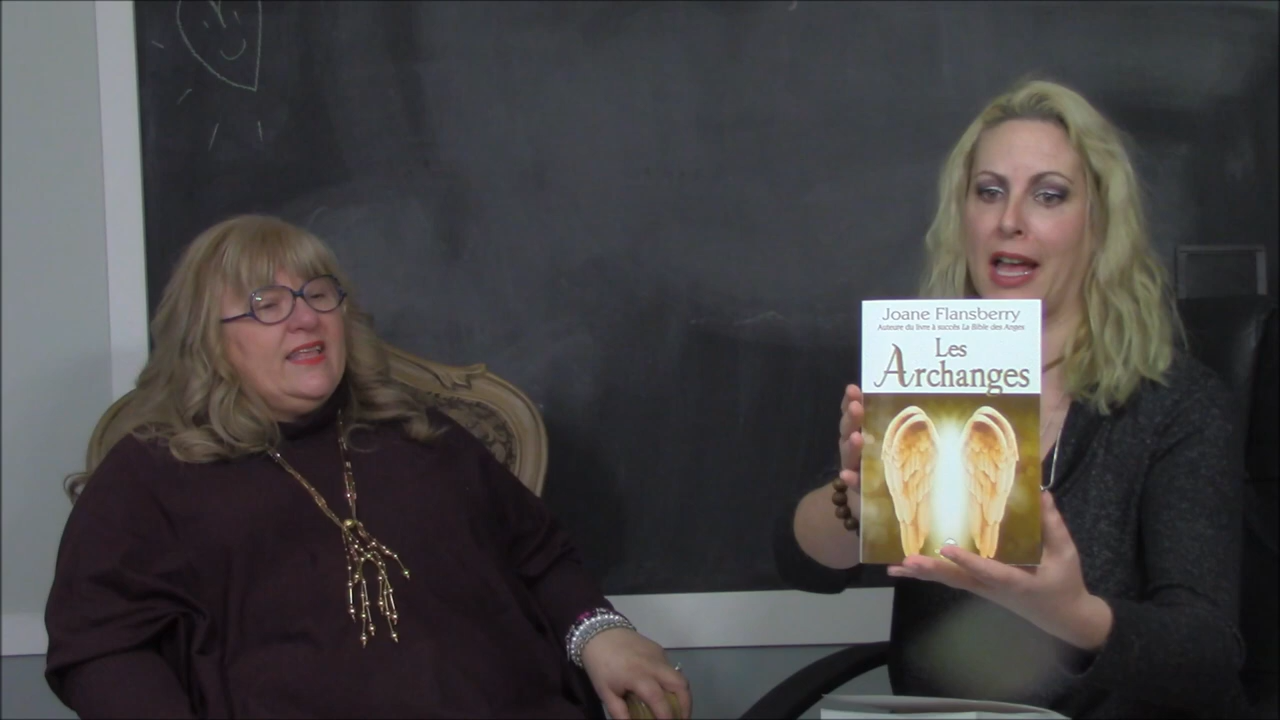 Joane Flansberry
Auteure du livre à succès La Bible des Anges
Les
Archanges